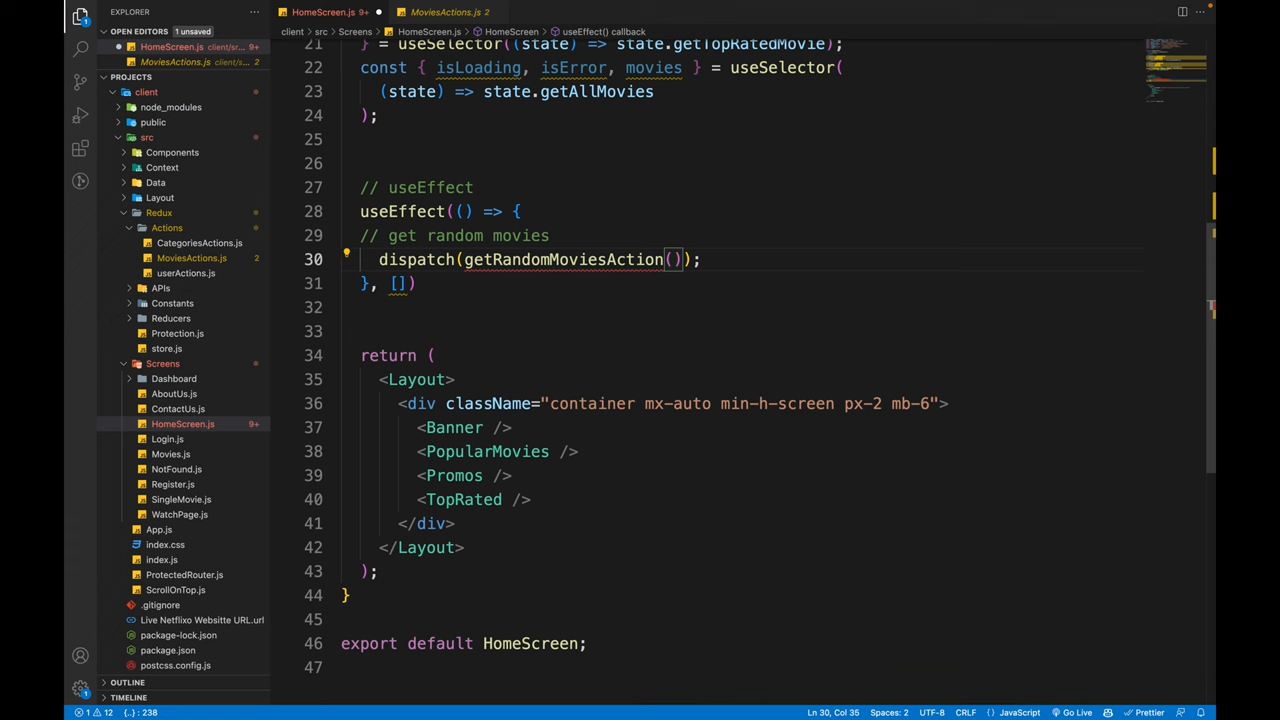 EXPLORER
HomeScreen.js 9+
MoviesActions.js 2
OPEN EDITORS 1 unsaved
HomeScreen.js client/sr... 9+
MoviesActions.js client/s... 2
PROJECTS
client
node_modules
public
src
Components
Context
Data
Layout
Redux
Actions
CategoriesActions.js
MoviesActions.js 2
userActions.js
APIs
Constants
Reducers
Protection.js
store.js
Screens
Dashboard
AboutUs.js
ContactUs.js
HomeScreen.js 9+
Login.js
Movies.js
NotFound.js
Register.js
SingleMovie.js
WatchPage.js
App.js
index.css
index.js
ProtectedRouter.js
ScrollOnTop.js
.gitignore
Live Netflixo Websitte URL.url
package-lock.json
package.json
postcss.config.js
OUTLINE
TIMELINE
client > src > Screens > HomeScreen.js > HomeScreen > useEffect() callback
21 } = useSelector((state) => state.getTopRatedMovie);
22 const { isLoading, isError, movies } = useSelector(
23 (state) => state.getAllMovies
24 );
25
26
27 // useEffect
28 useEffect(() => {
29 // get random movies
30 dispatch(getRandomMoviesAction());
31 }, [])
32
33
34 return (
35 <Layout>
36 <div className="container mx-auto min-h-screen px-2 mb-6">
37 <Banner />
38 <PopularMovies />
39 <Promos />
40 <TopRated />
41 </div>
42 </Layout>
43 );
44 }
45
46 export default HomeScreen;
47
1 12 {..} : 238
Ln 30, Col 35 Spaces: 2 UTF-8 CRLF JavaScript Go Live Prettier